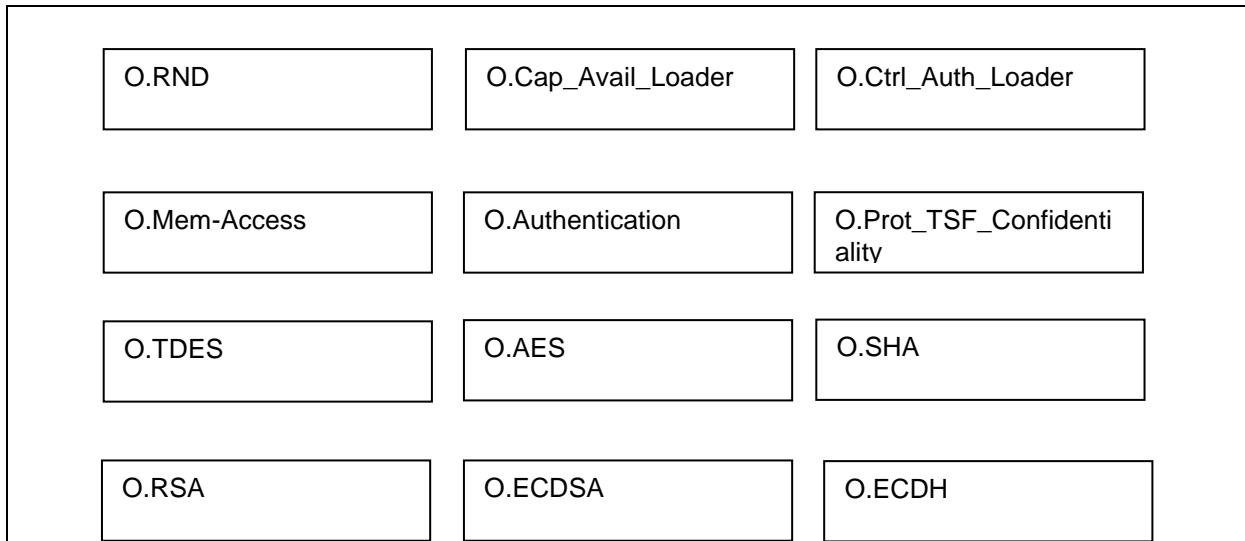 O.RND
O.Cap_Avail_Loader
O.Ctrl_Auth_Loader
O.Mem-Access
O.Authentication
O.Prot_TSF_Confidenti
ality
O.TDES
O.AES
O.SHA
O.RSA
O.ECDSA
O.ECDH